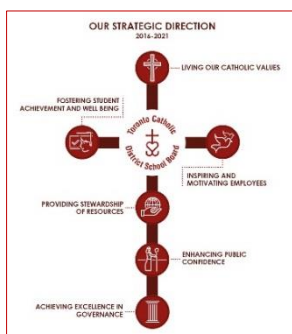 OUR STRATEGIC DIRECTION
2016-2021
LIVING OUR CATHOLIC VALUES
FOSTERING STUDENT
ACHIEVEMENT AND WELL BEING
Toronto Catholic
District School Board
INSPIRING AND
MOTIVATING EMPLOYEES
PROVIDING STEWARDSHIP
OF RESOURCES
ENHANCING PUBLIC
CONFIDENCE
ACHIEVING EXCELLENCE IN
GOVERNANCE